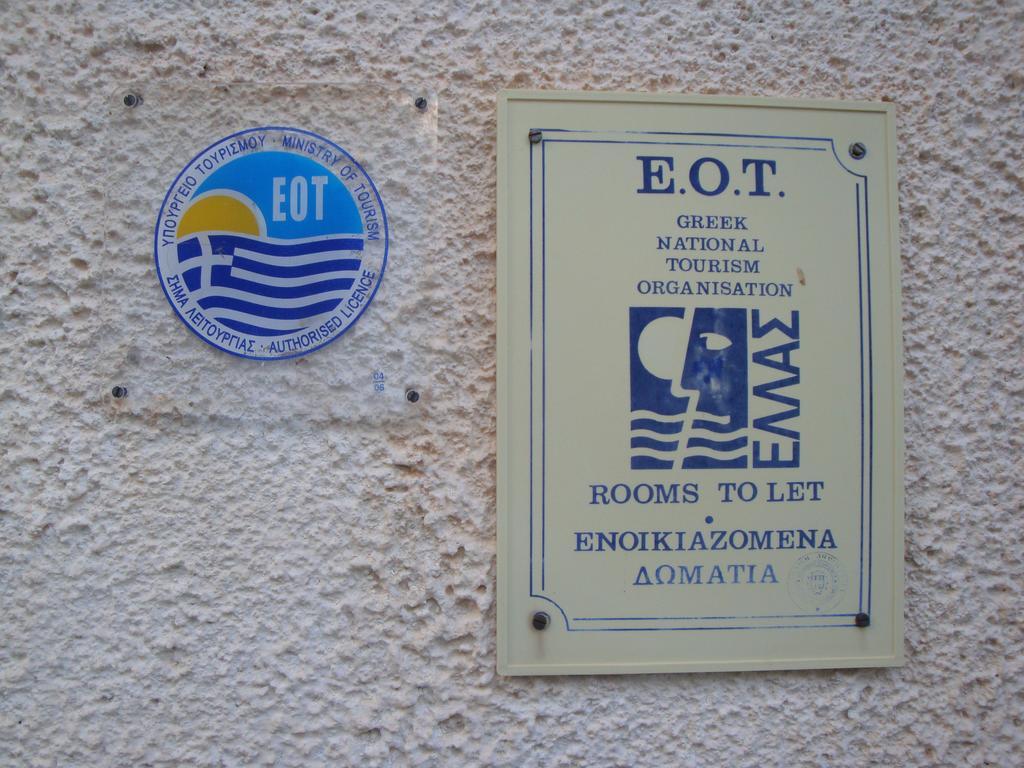 ΥΠΟΥΡΓΕΙΟ ΤΟΥΡΙΣΜΟΥ · MINISTRY OF TOURISM
EOT
ΣΗΜΑ ΛΕΙΤΟΥΡΓΙΑΣ · AUTHORISED LICENCE
04
06
E.O.T.
GREEK
NATIONAL
TOURISM
ORGANISATION
ΕΛΛΑΣ
ROOMS TO LET
•
ΕΝΟΙΚΙΑΖΟΜΕΝΑ
ΔΩΜΑΤΙΑ